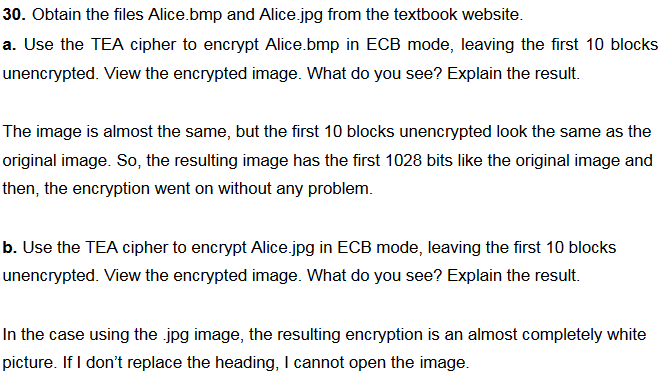 30. Obtain the files Alice.bmp and Alice.jpg from the textbook website.
a. Use the TEA cipher to encrypt Alice.bmp in ECB mode, leaving the first 10 blocks
unencrypted. View the encrypted image. What do you see? Explain the result.
The image is almost the same, but the first 10 blocks unencrypted look the same as the
original image. So, the resulting image has the first 1028 bits like the original image and
then, the encryption went on without any problem.
b. Use the TEA cipher to encrypt Alice.jpg in ECB mode, leaving the first 10 blocks
unencrypted. View the encrypted image. What do you see? Explain the result.
In the case using the .jpg image, the resulting encryption is an almost completely white
picture. If I don’t replace the heading, I cannot open the image.